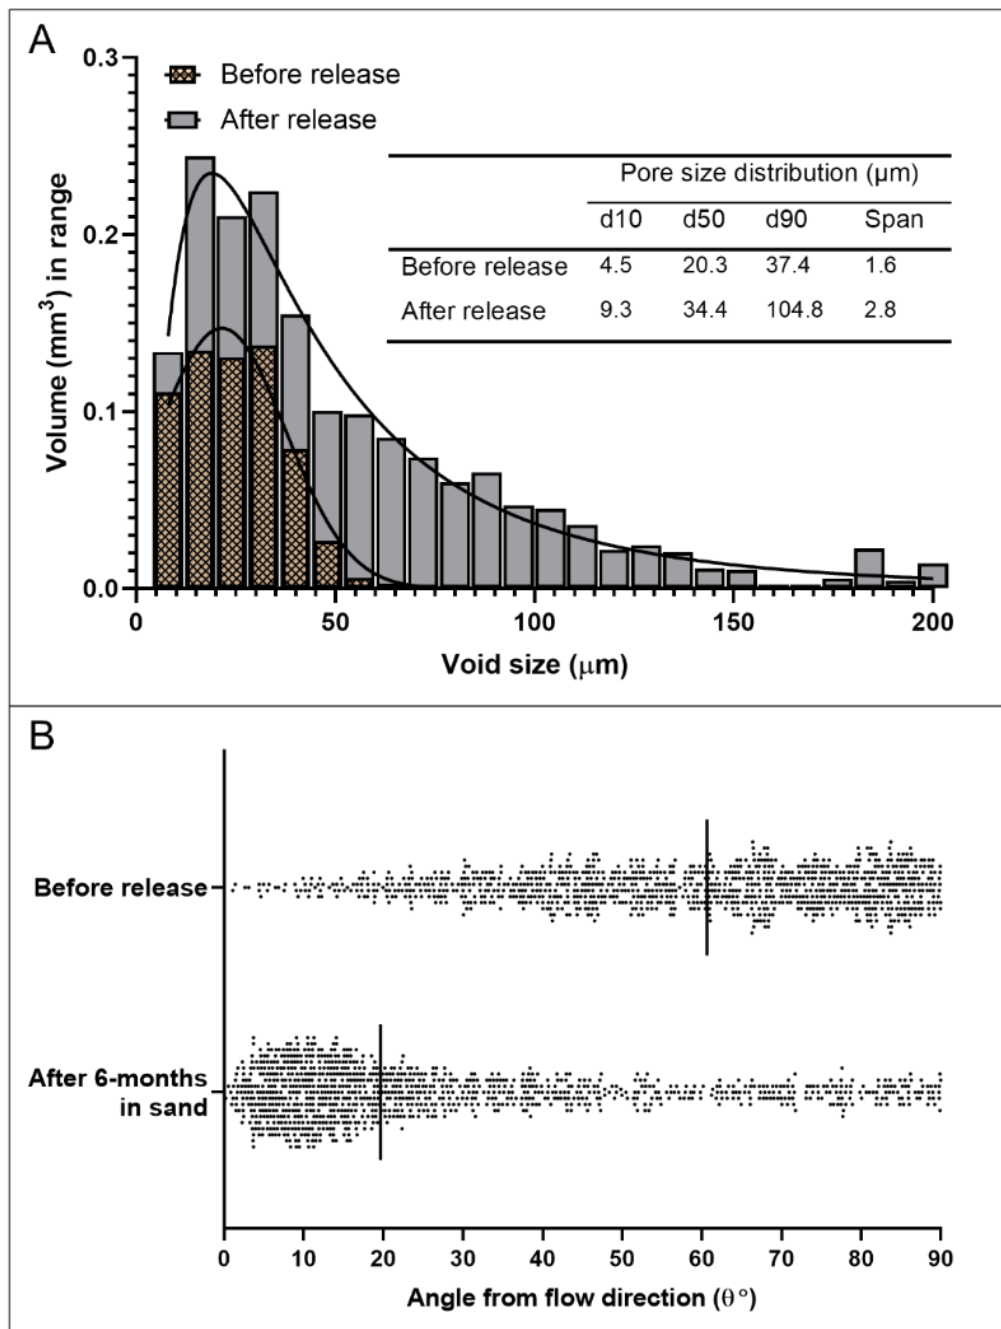 A
0.3
0.2
0.1
0.0
Volume (mm³) in range
Before release
After release
Pore size distribution (µm)
d10 d50 d90 Span
Before release 4.5 20.3 37.4 1.6
After release 9.3 34.4 104.8 2.8
0 50 100 150 200
Void size (µm)
B
Before release
After 6-months
in sand
0 10 20 30 40 50 60 70 80 90
Angle from flow direction (θ°)